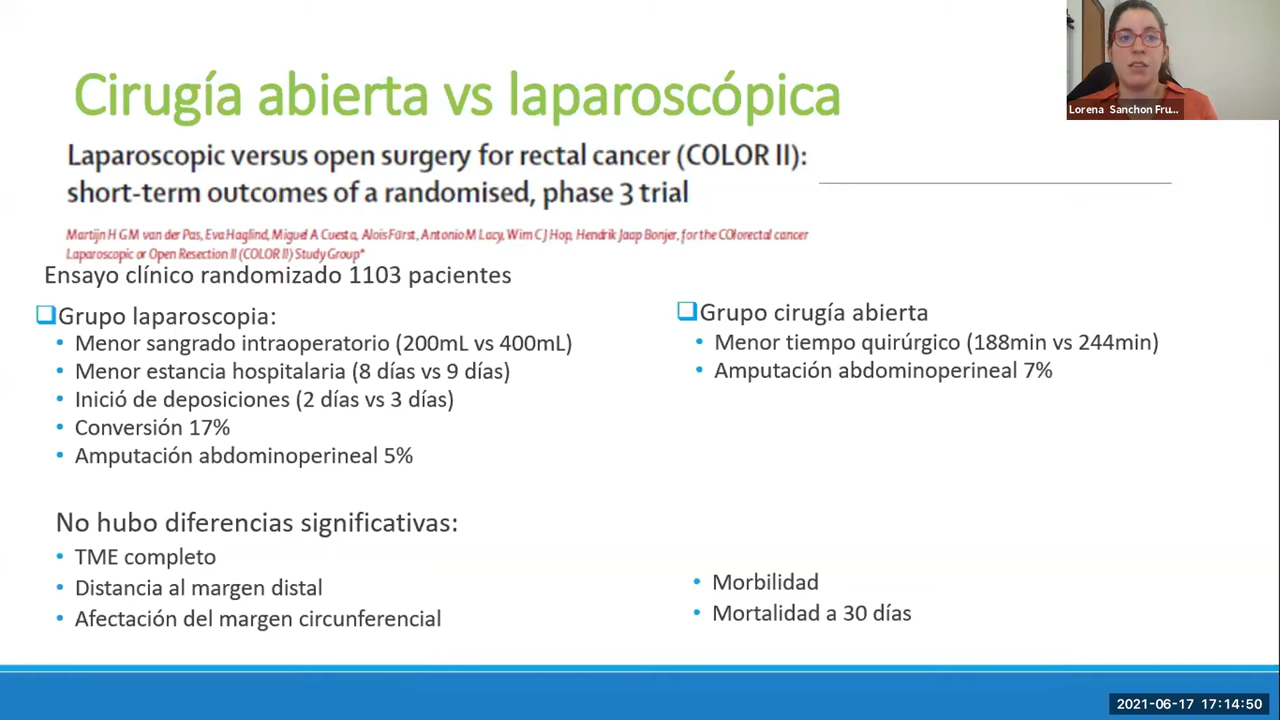 Cirugía abierta vs laparoscópica
Laparoscopic versus open surgery for rectal cancer (COLOR II):
short-term outcomes of a randomised, phase 3 trial
Martijn H G M van der Pas, Eva Haglind, Miguel A Cuesta, Alois Fürst, Antonio M Lacy, Wim C J Hop, Hendrik Jaap Bonjer, for the COlorectal cancer
Laparoscopic or Open Resection II (COLOR II) Study Group*
Ensayo clínico randomizado 1103 pacientes
Grupo laparoscopia:
• Menor sangrado intraoperatorio (200mL vs 400mL)
• Menor estancia hospitalaria (8 días vs 9 días)
• Inició de deposiciones (2 días vs 3 días)
• Conversión 17%
• Amputación abdominoperineal 5%
Grupo cirugía abierta
• Menor tiempo quirúrgico (188min vs 244min)
• Amputación abdominoperineal 7%
No hubo diferencias significativas:
• TME completo
• Distancia al margen distal
• Afectación del margen circunferencial
• Morbilidad
• Mortalidad a 30 días
Lorena Sanchon Fru...
2021-06-17 17:14:50